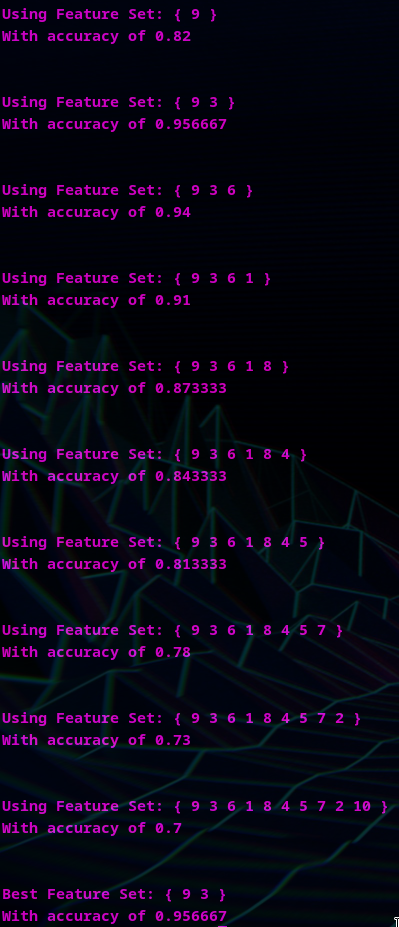 Using Feature Set: { 9 }
With accuracy of 0.82
Using Feature Set: { 9 3 }
With accuracy of 0.956667
Using Feature Set: { 9 3 6 }
With accuracy of 0.94
Using Feature Set: { 9 3 6 1 }
With accuracy of 0.91
Using Feature Set: { 9 3 6 1 8 }
With accuracy of 0.873333
Using Feature Set: { 9 3 6 1 8 4 }
With accuracy of 0.843333
Using Feature Set: { 9 3 6 1 8 4 5 }
With accuracy of 0.813333
Using Feature Set: { 9 3 6 1 8 4 5 7 }
With accuracy of 0.78
Using Feature Set: { 9 3 6 1 8 4 5 7 2 }
With accuracy of 0.73
Using Feature Set: { 9 3 6 1 8 4 5 7 2 10 }
With accuracy of 0.7
Best Feature Set: { 9 3 }
With accuracy of 0.956667